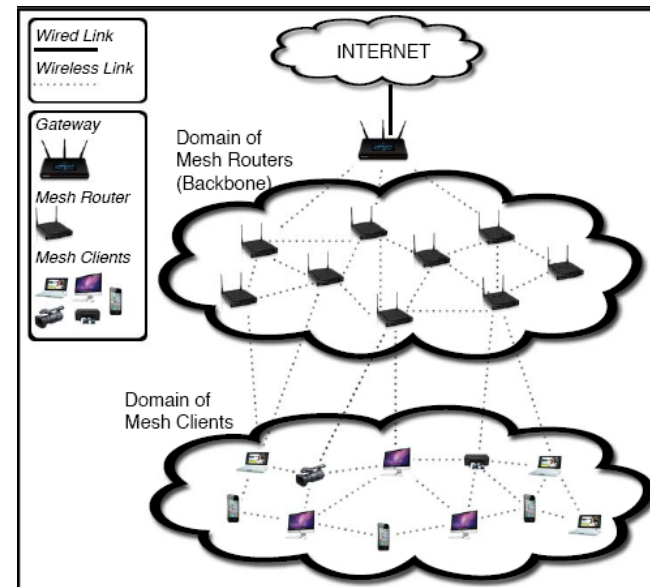 Wired Link
Wireless Link
Gateway
Mesh Router
Mesh Clients
INTERNET
Domain of
Mesh Routers
(Backbone)
Domain of
Mesh Clients